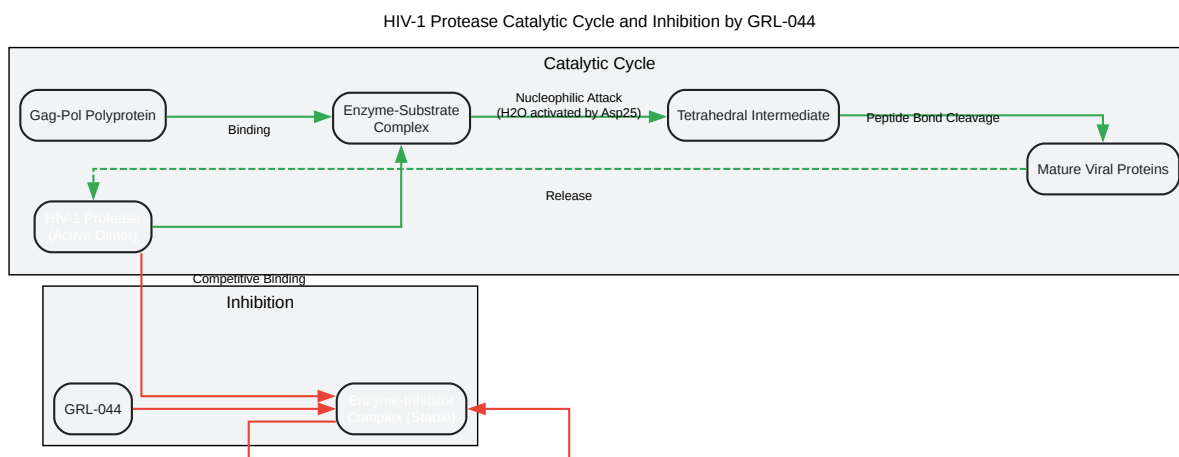 HIV-1 Protease Catalytic Cycle and Inhibition by GRL-044
Catalytic Cycle
Gag-Pol Polyprotein
Binding
Enzyme-Substrate
Complex
Nucleophilic Attack
(H2O activated by Asp25)
Tetrahedral Intermediate
Peptide Bond Cleavage
Mature Viral Proteins
Release
HIV-1 Protease
(Active Dimer)
Competitive Binding
Inhibition
GRL-044
Enzyme-Inhibitor
Complex (Stable)